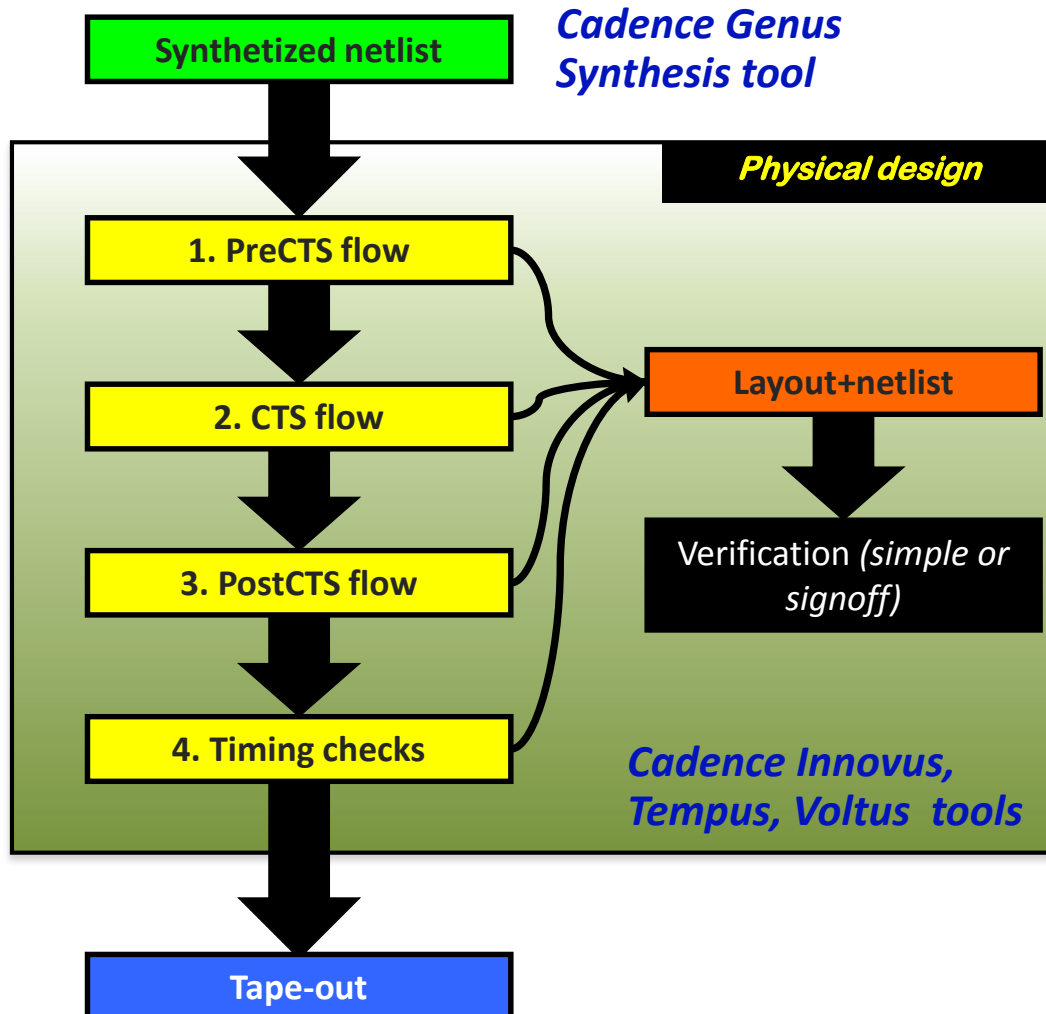 Synthetized netlist
Cadence Genus
Synthesis tool
Physical design
1. PreCTS flow
2. CTS flow
Layout+netlist
Verification (simple or
signoff)
3. PostCTS flow
4. Timing checks
Cadence Innovus,
Tempus, Voltus tools
Tape-out